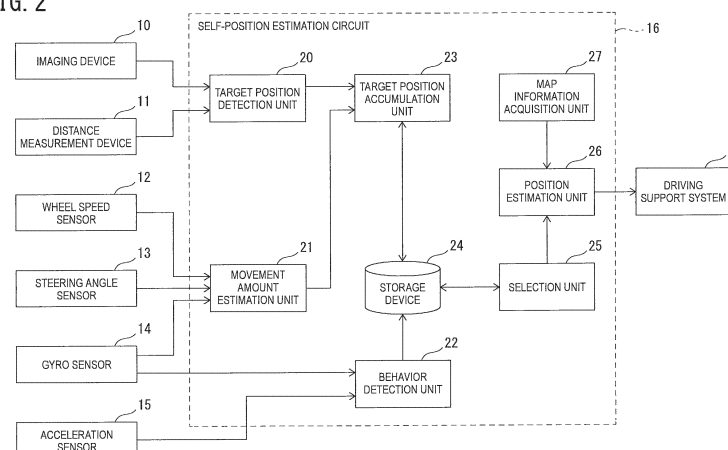 FIG. 2
SELF-POSITION ESTIMATION CIRCUIT
16
10
IMAGING DEVICE
11
DISTANCE
MEASUREMENT DEVICE
12
WHEEL SPEED
SENSOR
13
STEERING ANGLE
SENSOR
14
GYRO SENSOR
15
ACCELERATION
SENSOR
20
TARGET POSITION
DETECTION UNIT
21
MOVEMENT
AMOUNT
ESTIMATION UNIT
23
TARGET POSITION
ACCUMULATION
UNIT
24
STORAGE
DEVICE
22
BEHAVIOR
DETECTION UNIT
27
MAP
INFORMATION
ACQUISITION UNIT
26
POSITION
ESTIMATION UNIT
25
SELECTION UNIT
DRIVING
SUPPORT SYSTEM